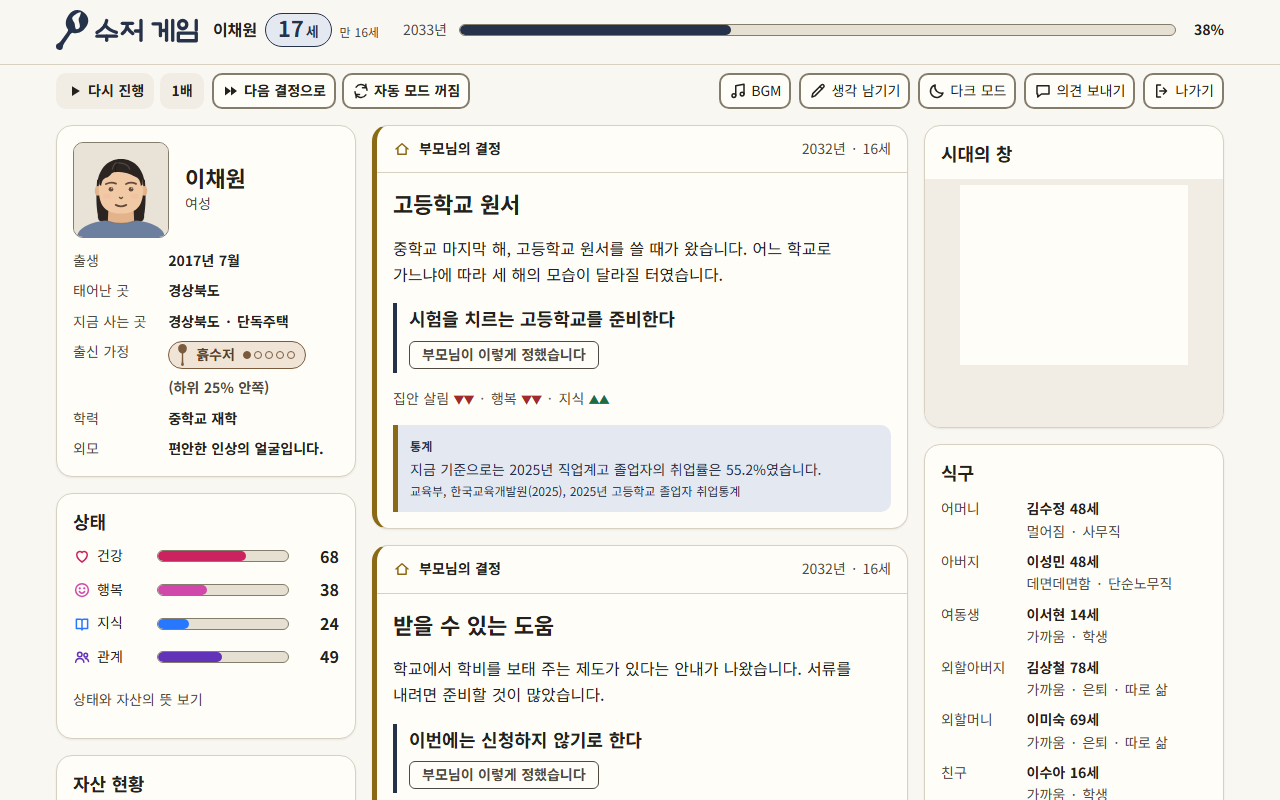 수저 게임 이채원 17세 만 16세 2033년 38%
다시 진행 1배 다음 결정으로 자동 모드 꺼짐 BGM 생각 남기기 다크 모드 의견 보내기 나가기
이채원
여성
출생 2017년 7월
태어난 곳 경상북도
지금 사는 곳 경상북도 · 단독주택
출신 가정 흙수저
(하위 25% 안쪽)
학력 중학교 재학
외모 편안한 인상의 얼굴입니다.
상태
건강 68
행복 38
지식 24
관계 49
상태와 자산의 뜻 보기
자산 현황
부모님의 결정 2032년 · 16세
고등학교 원서
중학교 마지막 해, 고등학교 원서를 쓸 때가 왔습니다. 어느 학교로
가느냐에 따라 세 해의 모습이 달라질 터였습니다.
시험을 치르는 고등학교를 준비한다
부모님이 이렇게 정했습니다
집안 살림 ▼▼ · 행복 ▼▼ · 지식 ▲▲
통계
지금 기준으로는 2025년 직업계고 졸업자의 취업률은 55.2%였습니다.
교육부, 한국교육개발원(2025), 2025년 고등학교 졸업자 취업통계
부모님의 결정 2032년 · 16세
받을 수 있는 도움
학교에서 학비를 보태 주는 제도가 있다는 안내가 나왔습니다. 서류를
내려면 준비할 것이 많았습니다.
이번에는 신청하지 않기로 한다
부모님이 이렇게 정했습니다
시대의 창
식구
어머니 김수정 48세
멀어짐 · 사무직
아버지 이성민 48세
데면데면함 · 단순노무직
여동생 이서현 14세
가까움 · 학생
외할아버지 김상철 78세
가까움 · 은퇴 · 따로 삶
외할머니 이미숙 69세
가까움 · 은퇴 · 따로 삶
친구 이수아 16세
가까움 · 학생